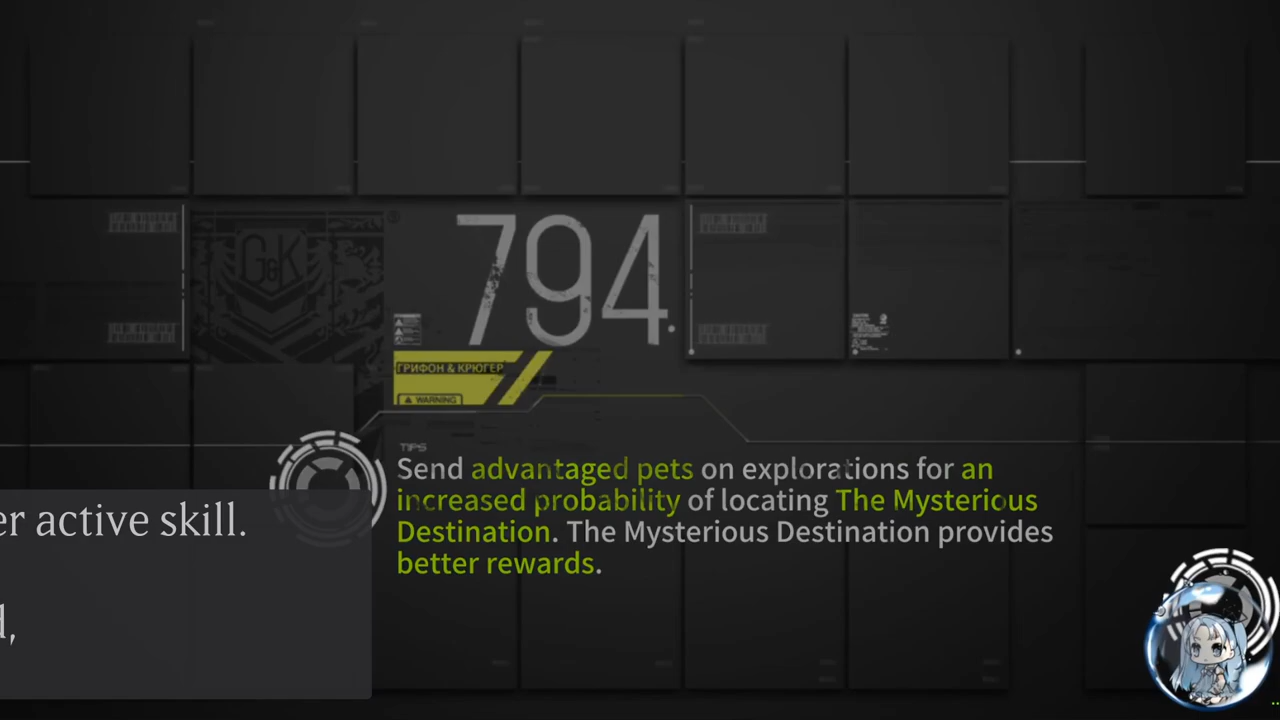 G&K
794.
ГРИФОН & КРЮГЕР
WARNING
TIPS
Send advantaged pets on explorations for an
increased probability of locating The Mysterious
Destination. The Mysterious Destination provides
better rewards.
er active skill.
d,